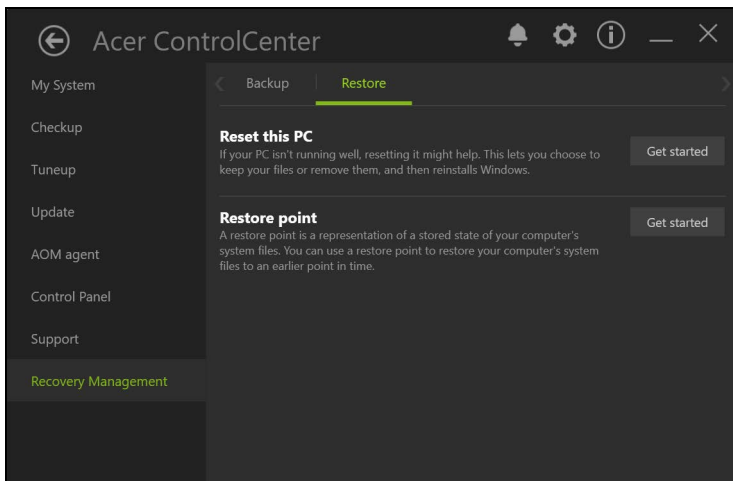 Acer ControlCenter
My System
Checkup
Tuneup
Update
AOM agent
Control Panel
Support
Recovery Management
Backup
Restore
Reset this PC
If your PC isn't running well, resetting it might help. This lets you choose to
keep your files or remove them, and then reinstalls Windows.
Get started
Restore point
A restore point is a representation of a stored state of your computer's
system files. You can use a restore point to restore your computer's system
files to an earlier point in time.
Get started